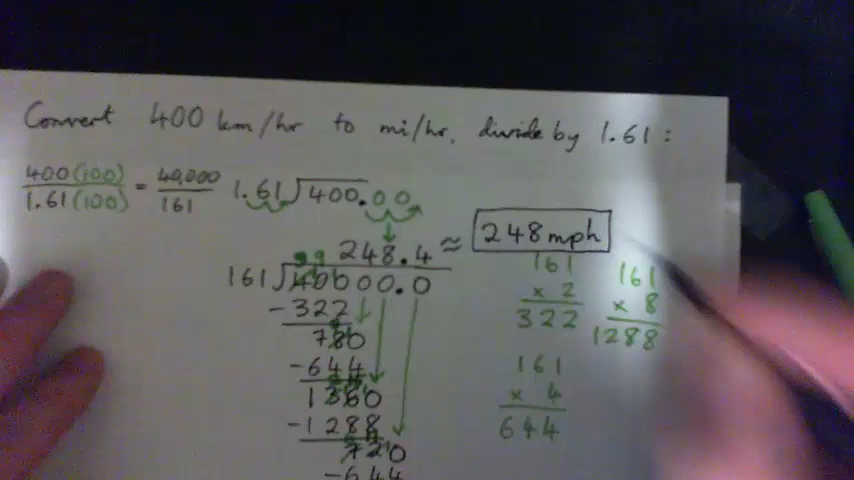 Convert 400 km/hr to mi/hr, divide by 1.61:
400(100) = 40,000 1.61 400.00
1.61(100) 161
248.4 ≈ 248mph
161 40000.0
-322
780
-644
1360
-1288
720
-644
161
x 2
322
161
x 8
1288
161
x 4
644